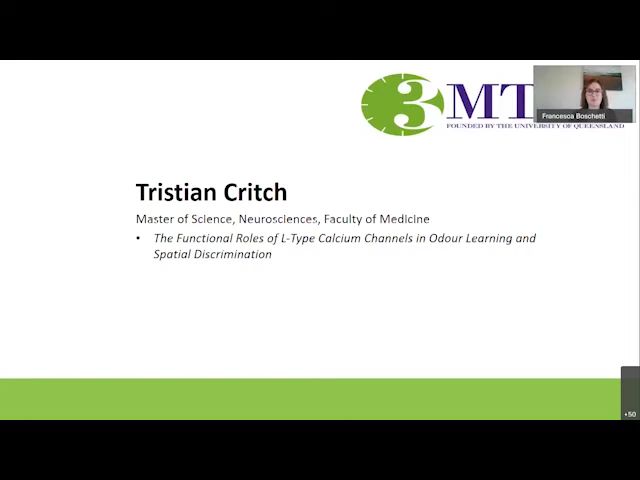 3MT
FOUNDED BY THE UNIVERSITY OF QUEENSLAND
Francesca Boschetti
Tristian Critch
Master of Science, Neurosciences, Faculty of Medicine
• The Functional Roles of L-Type Calcium Channels in Odour Learning and
Spatial Discrimination
50